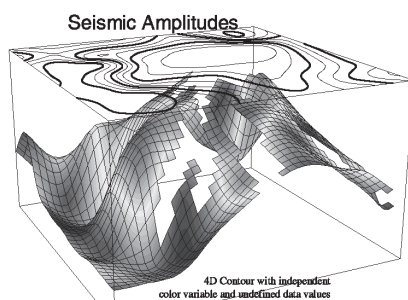 Seismic Amplitudes
4D Contour with independent
color variable and undefined data values